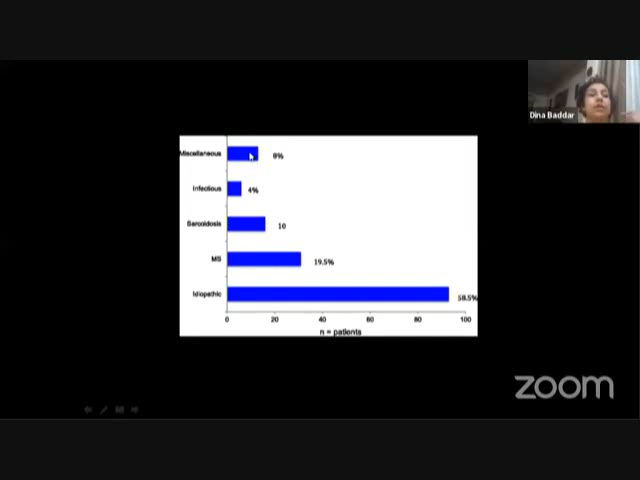 Dina Baddar
Miscellaneous 8%
Infectious 4%
Sarcoidosis 10
MS 19.5%
Idiopathic 58.5%
0 20 40 60 80 100
n = patients
zoom